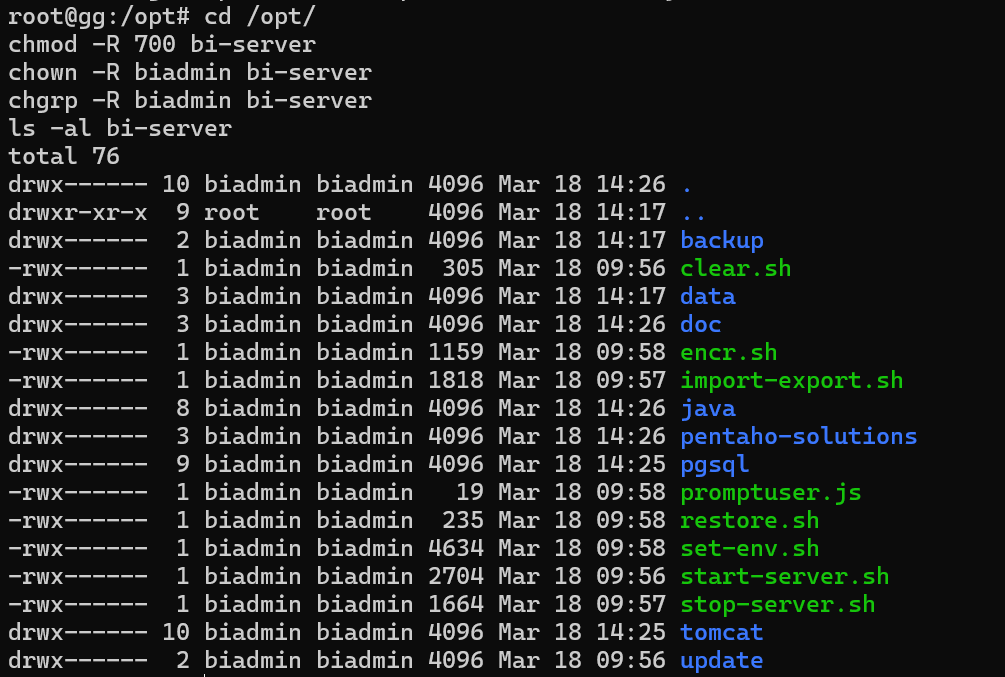 root@gg:/opt# cd /opt/
chmod -R 700 bi-server
chown -R biadmin bi-server
chgrp -R biadmin bi-server
ls -al bi-server
total 76
drwx------ 10 biadmin biadmin 4096 Mar 18 14:26 .
drwxr-xr-x  9 root    root    4096 Mar 18 14:17 ..
drwx------  2 biadmin biadmin 4096 Mar 18 14:17 backup
-rwx------  1 biadmin biadmin  305 Mar 18 09:56 clear.sh
drwx------  3 biadmin biadmin 4096 Mar 18 14:17 data
drwx------  3 biadmin biadmin 4096 Mar 18 14:26 doc
-rwx------  1 biadmin biadmin 1159 Mar 18 09:58 encr.sh
-rwx------  1 biadmin biadmin 1818 Mar 18 09:57 import-export.sh
drwx------  8 biadmin biadmin 4096 Mar 18 14:26 java
drwx------  3 biadmin biadmin 4096 Mar 18 14:26 pentaho-solutions
drwx------  9 biadmin biadmin 4096 Mar 18 14:25 pgsql
-rwx------  1 biadmin biadmin   19 Mar 18 09:58 promptuser.js
-rwx------  1 biadmin biadmin  235 Mar 18 09:58 restore.sh
-rwx------  1 biadmin biadmin 4634 Mar 18 09:58 set-env.sh
-rwx------  1 biadmin biadmin 2704 Mar 18 09:56 start-server.sh
-rwx------  1 biadmin biadmin 1664 Mar 18 09:57 stop-server.sh
drwx------ 10 biadmin biadmin 4096 Mar 18 14:25 tomcat
drwx------  2 biadmin biadmin 4096 Mar 18 09:56 update